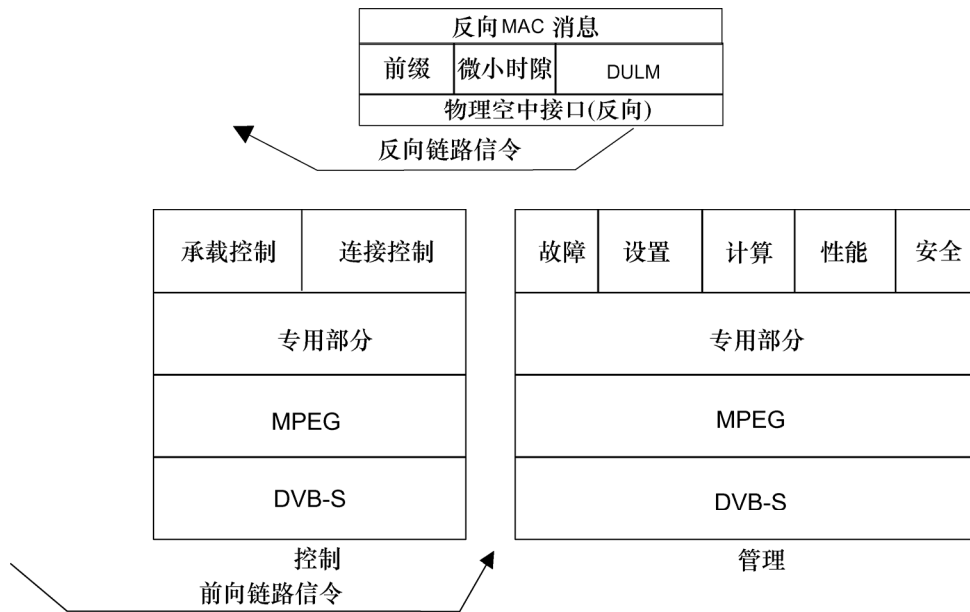 反向MAC 消息
前缀 微小时隙 DULM
物理空中接口(反向)
反向链路信令
承载控制 连接控制 故障 设置 计算 性能 安全
专用部分 专用部分
MPEG MPEG
DVB-S DVB-S
控制 管理
前向链路信令